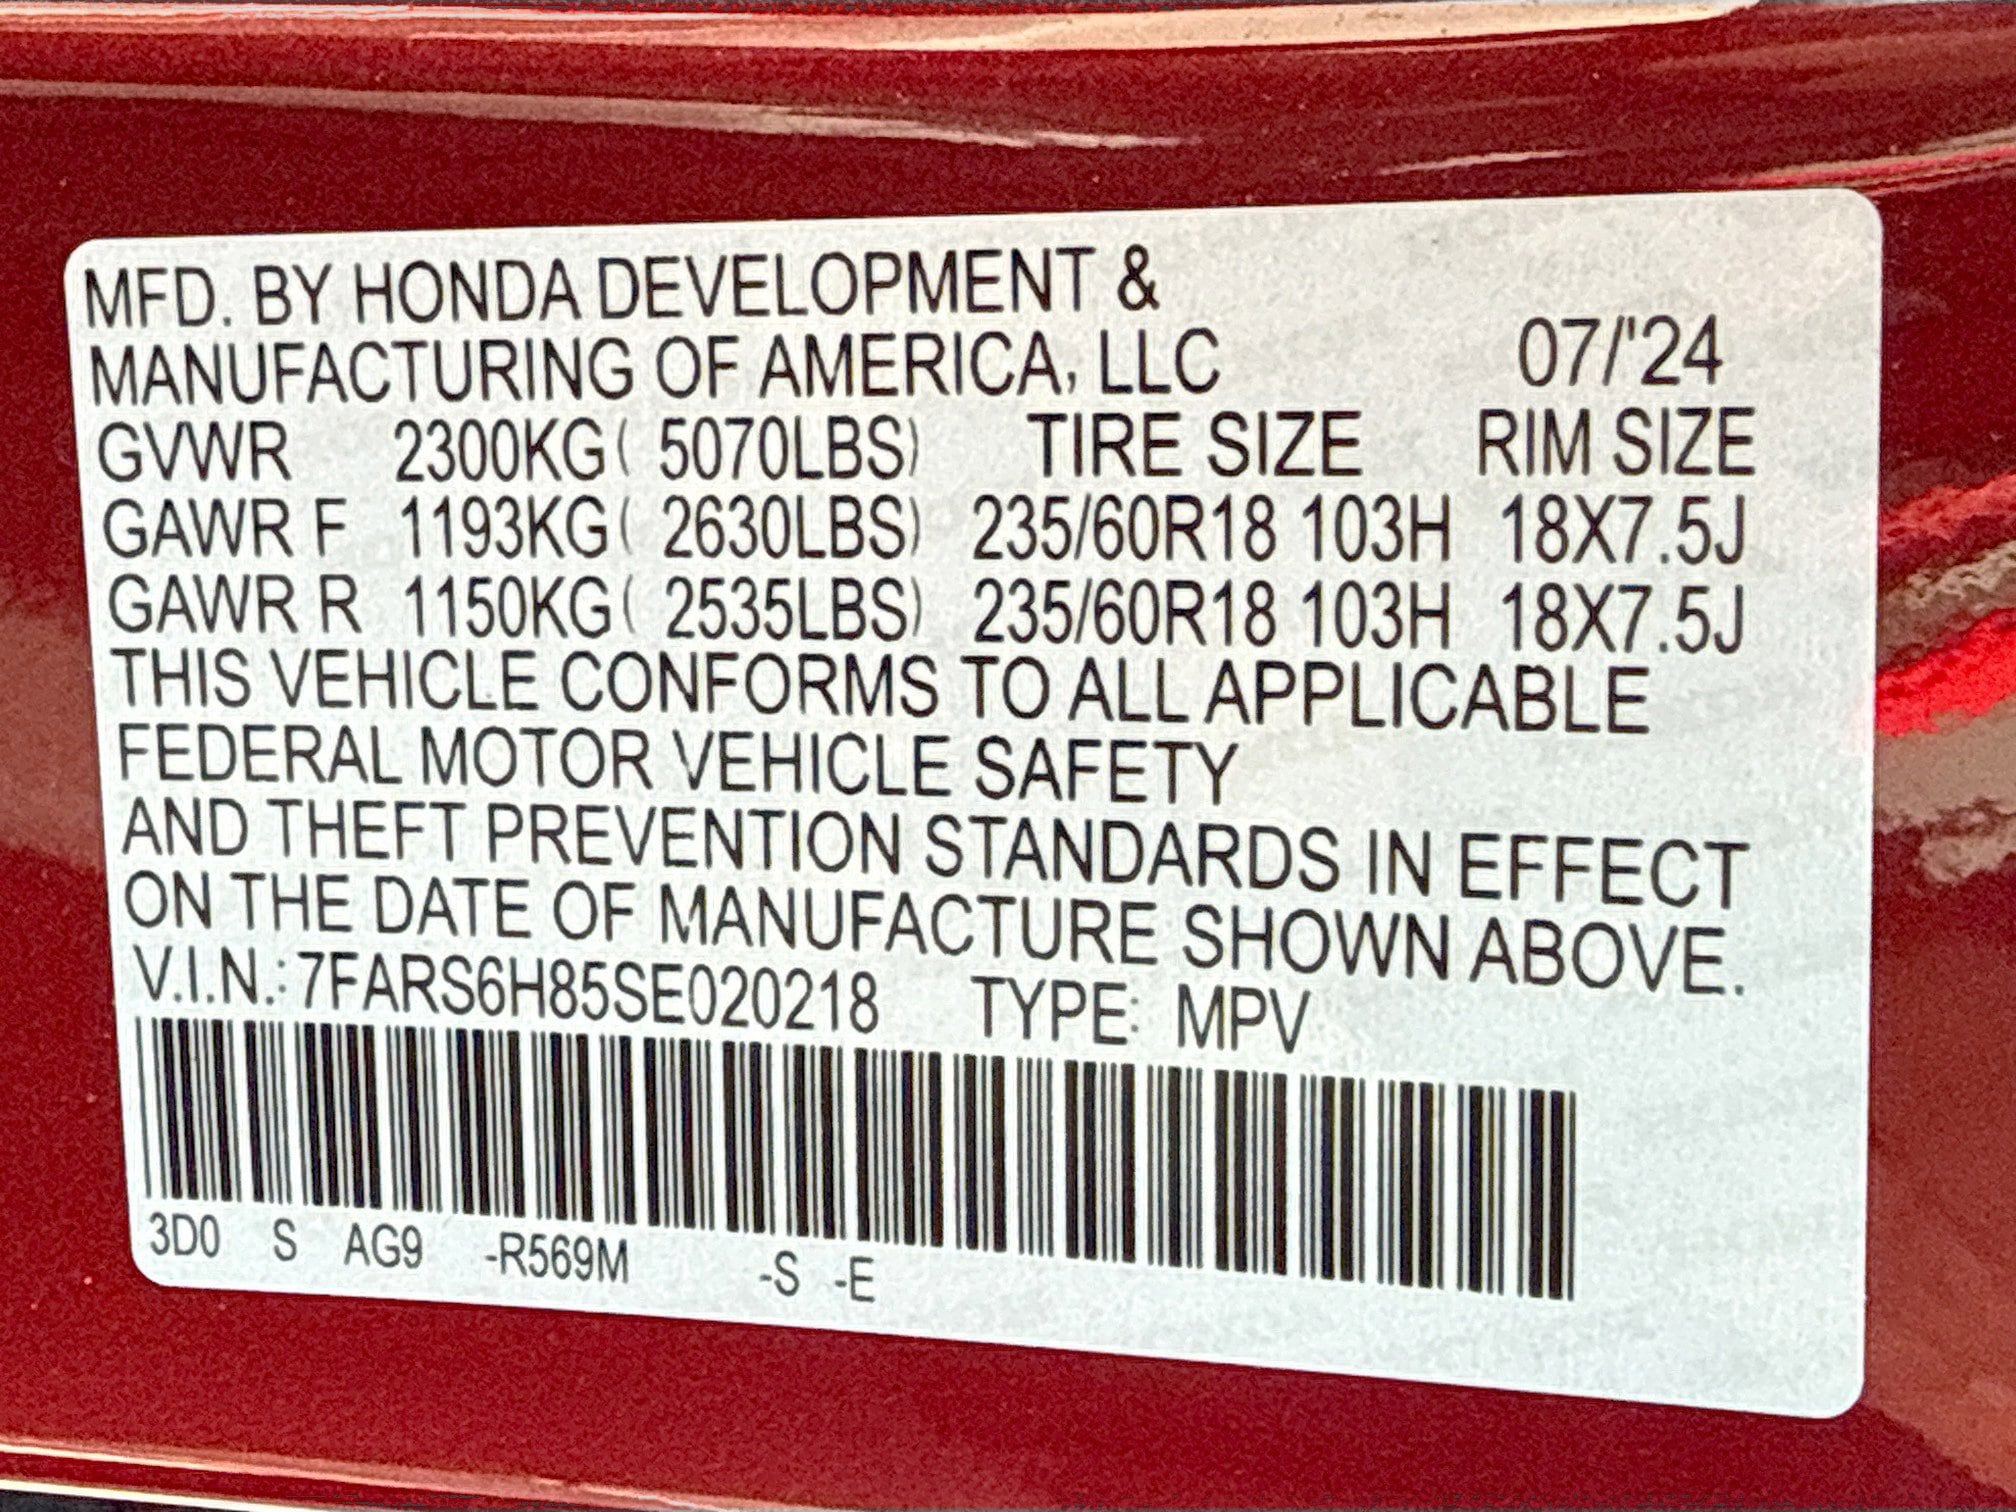 MFD. BY HONDA DEVELOPMENT &
MANUFACTURING OF AMERICA, LLC 07/'24
GVWR 2300KG( 5070LBS) TIRE SIZE RIM SIZE
GAWR F 1193KG( 2630LBS) 235/60R18 103H 18X7.5J
GAWR R 1150KG( 2535LBS) 235/60R18 103H 18X7.5J
THIS VEHICLE CONFORMS TO ALL APPLICABLE
FEDERAL MOTOR VEHICLE SAFETY
AND THEFT PREVENTION STANDARDS IN EFFECT
ON THE DATE OF MANUFACTURE SHOWN ABOVE.
V.I.N.: 7FARS6H85SE020218 TYPE: MPV
3D0 S AG9 -R569M -S -E